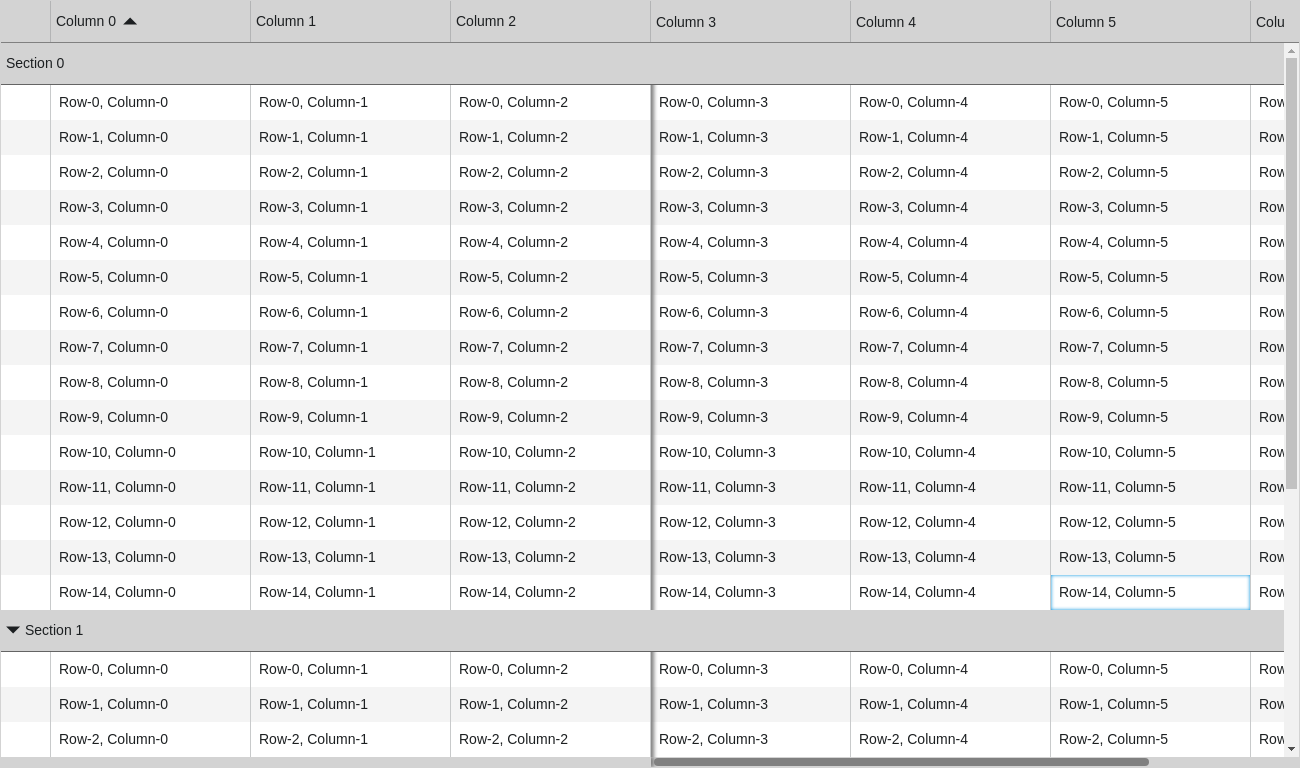 Column 0 Column 1 Column 2 Column 3 Column 4 Column 5 Colu
Section 0
Row-0, Column-0 Row-0, Column-1 Row-0, Column-2 Row-0, Column-3 Row-0, Column-4 Row-0, Column-5 Row
Row-1, Column-0 Row-1, Column-1 Row-1, Column-2 Row-1, Column-3 Row-1, Column-4 Row-1, Column-5 Row
Row-2, Column-0 Row-2, Column-1 Row-2, Column-2 Row-2, Column-3 Row-2, Column-4 Row-2, Column-5 Row
Row-3, Column-0 Row-3, Column-1 Row-3, Column-2 Row-3, Column-3 Row-3, Column-4 Row-3, Column-5 Row
Row-4, Column-0 Row-4, Column-1 Row-4, Column-2 Row-4, Column-3 Row-4, Column-4 Row-4, Column-5 Row
Row-5, Column-0 Row-5, Column-1 Row-5, Column-2 Row-5, Column-3 Row-5, Column-4 Row-5, Column-5 Row
Row-6, Column-0 Row-6, Column-1 Row-6, Column-2 Row-6, Column-3 Row-6, Column-4 Row-6, Column-5 Row
Row-7, Column-0 Row-7, Column-1 Row-7, Column-2 Row-7, Column-3 Row-7, Column-4 Row-7, Column-5 Row
Row-8, Column-0 Row-8, Column-1 Row-8, Column-2 Row-8, Column-3 Row-8, Column-4 Row-8, Column-5 Row
Row-9, Column-0 Row-9, Column-1 Row-9, Column-2 Row-9, Column-3 Row-9, Column-4 Row-9, Column-5 Row
Row-10, Column-0 Row-10, Column-1 Row-10, Column-2 Row-10, Column-3 Row-10, Column-4 Row-10, Column-5 Row
Row-11, Column-0 Row-11, Column-1 Row-11, Column-2 Row-11, Column-3 Row-11, Column-4 Row-11, Column-5 Row
Row-12, Column-0 Row-12, Column-1 Row-12, Column-2 Row-12, Column-3 Row-12, Column-4 Row-12, Column-5 Row
Row-13, Column-0 Row-13, Column-1 Row-13, Column-2 Row-13, Column-3 Row-13, Column-4 Row-13, Column-5 Row
Row-14, Column-0 Row-14, Column-1 Row-14, Column-2 Row-14, Column-3 Row-14, Column-4 Row-14, Column-5 Row
Section 1
Row-0, Column-0 Row-0, Column-1 Row-0, Column-2 Row-0, Column-3 Row-0, Column-4 Row-0, Column-5 Row
Row-1, Column-0 Row-1, Column-1 Row-1, Column-2 Row-1, Column-3 Row-1, Column-4 Row-1, Column-5 Row
Row-2, Column-0 Row-2, Column-1 Row-2, Column-2 Row-2, Column-3 Row-2, Column-4 Row-2, Column-5 Row